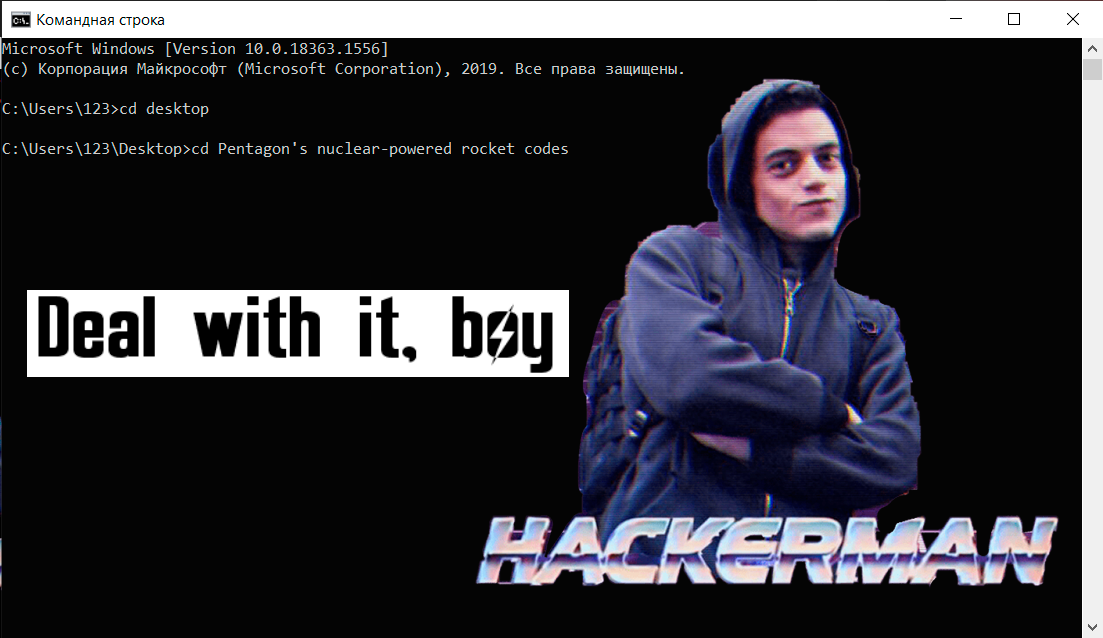 Командная строка
Microsoft Windows [Version 10.0.18363.1556]
(c) Корпорация Майкрософт (Microsoft Corporation), 2019. Все права защищены.
C:\Users\123>cd desktop
C:\Users\123\Desktop>cd Pentagon's nuclear-powered rocket codes
Deal with it, boy
HACKERMAN